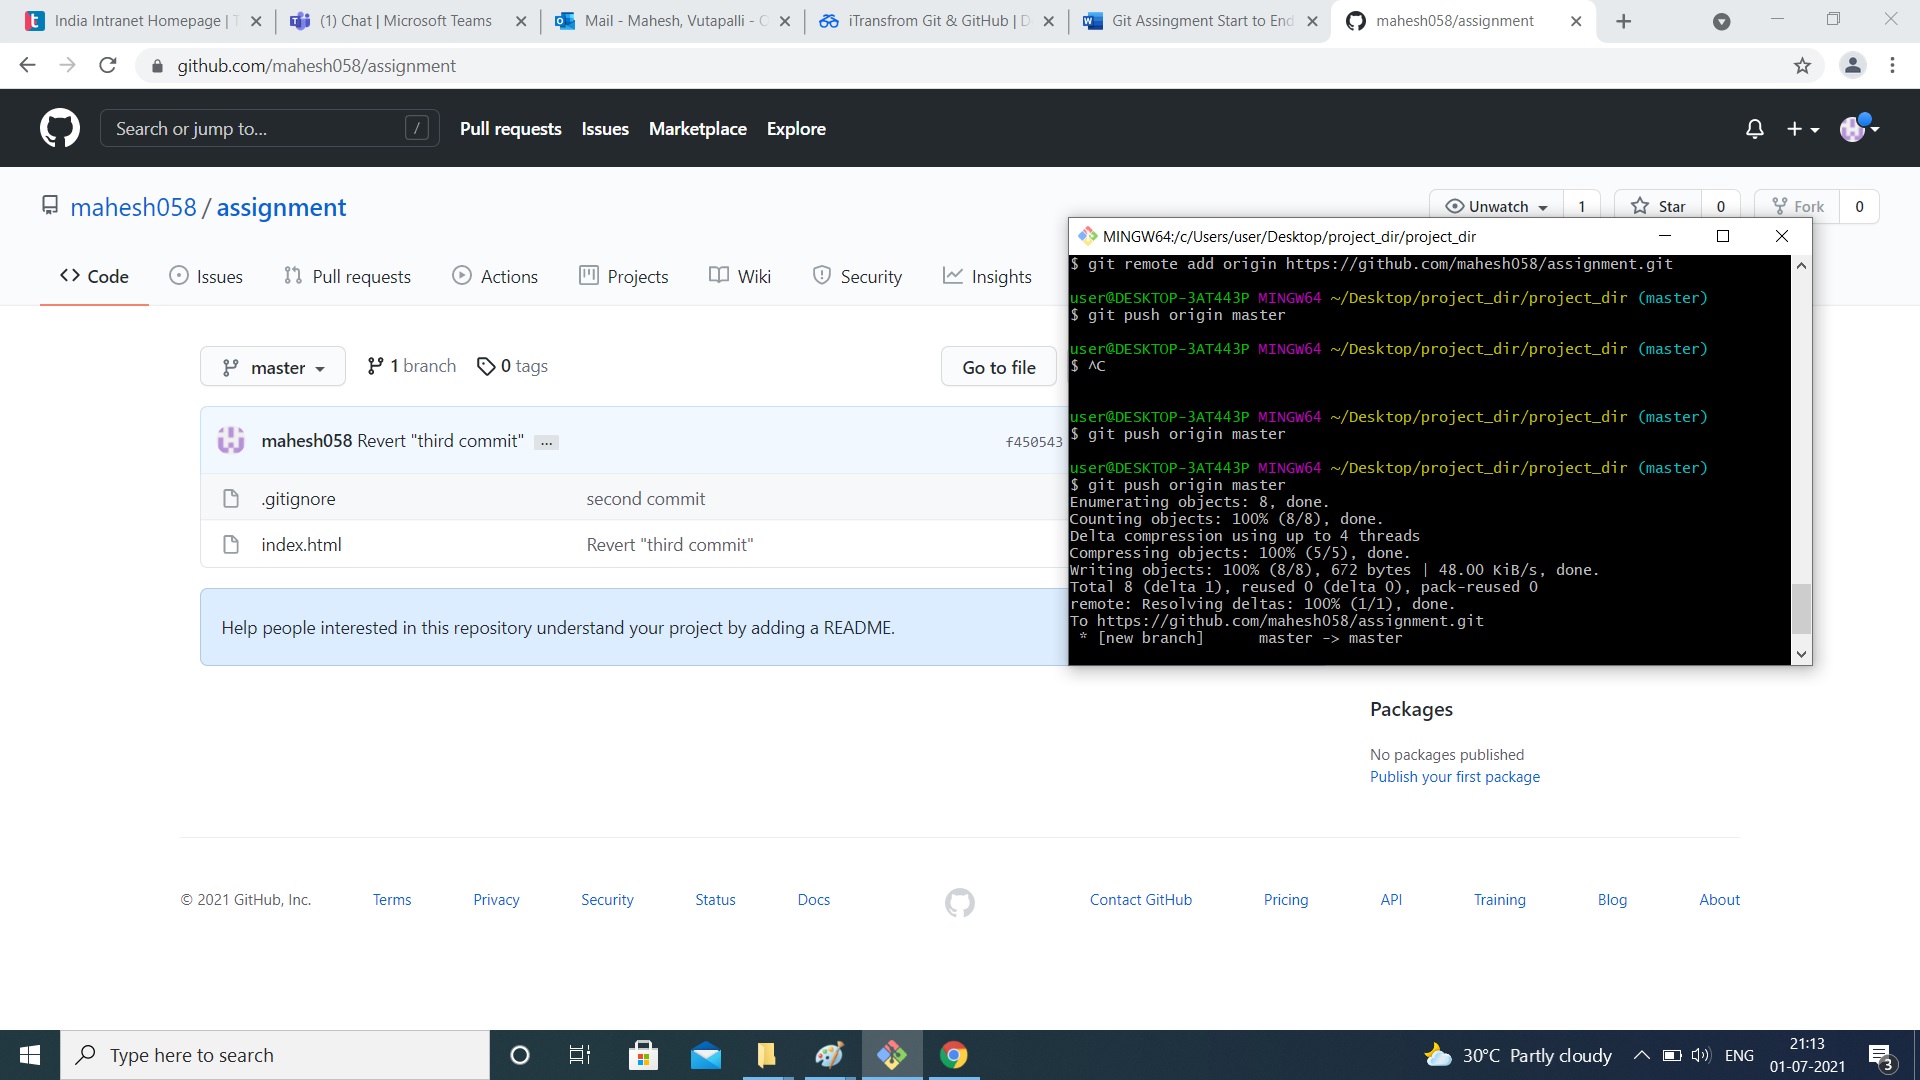 India Intranet Homepage | T
(1) Chat | Microsoft Teams
Mail - Mahesh, Vutapalli - O
iTransfrom Git & GitHub | D
Git Assingment Start to End
mahesh058/assignment
github.com/mahesh058/assignment
Search or jump to...
/
Pull requests
Issues
Marketplace
Explore
mahesh058 / assignment
Unwatch
1
Star
0
Fork
0
Code
Issues
Pull requests
Actions
Projects
Wiki
Security
Insights
master
1 branch
0 tags
Go to file
mahesh058 Revert "third commit" ...
f450543
.gitignore
second commit
index.html
Revert "third commit"
Help people interested in this repository understand your project by adding a README.
MINGW64:/c/Users/user/Desktop/project_dir/project_dir
$ git remote add origin https://github.com/mahesh058/assignment.git
user@DESKTOP-3AT443P MINGW64 ~/Desktop/project_dir/project_dir (master)
$ git push origin master
user@DESKTOP-3AT443P MINGW64 ~/Desktop/project_dir/project_dir (master)
$ ^C
user@DESKTOP-3AT443P MINGW64 ~/Desktop/project_dir/project_dir (master)
$ git push origin master
user@DESKTOP-3AT443P MINGW64 ~/Desktop/project_dir/project_dir (master)
$ git push origin master
Enumerating objects: 8, done.
Counting objects: 100% (8/8), done.
Delta compression using up to 4 threads
Compressing objects: 100% (5/5), done.
Writing objects: 100% (8/8), 672 bytes | 48.00 KiB/s, done.
Total 8 (delta 1), reused 0 (delta 0), pack-reused 0
remote: Resolving deltas: 100% (1/1), done.
To https://github.com/mahesh058/assignment.git
* [new branch]      master -> master
Packages
No packages published
Publish your first package
© 2021 GitHub, Inc.
Terms
Privacy
Security
Status
Docs
Contact GitHub
Pricing
API
Training
Blog
About
Type here to search
30°C Partly cloudy
ENG
21:13
01-07-2021
3